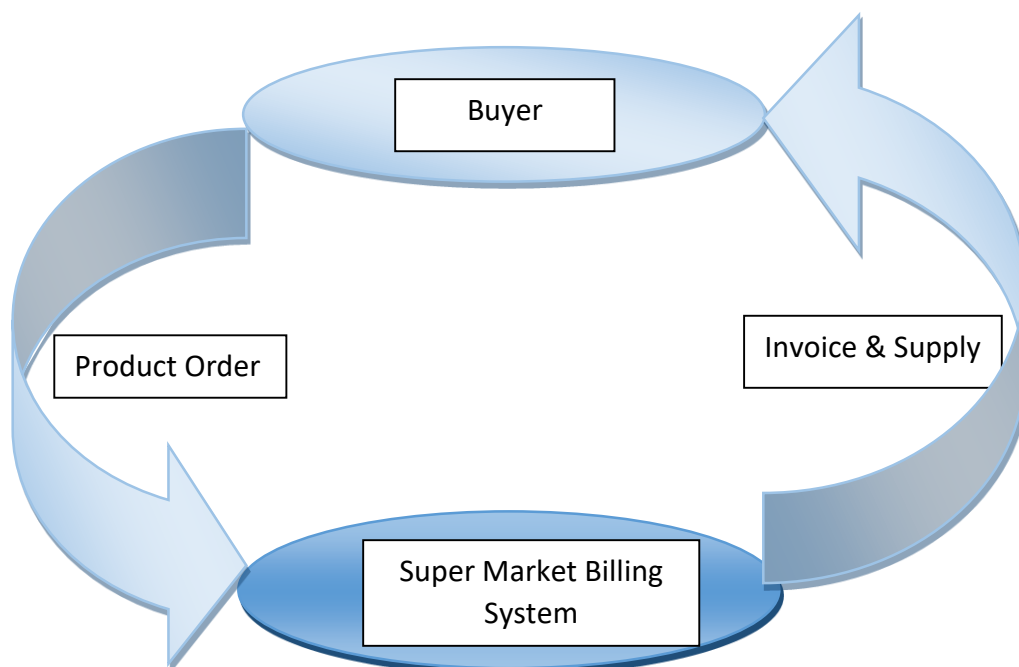 Buyer
Product Order
Invoice & Supply
Super Market Billing
System